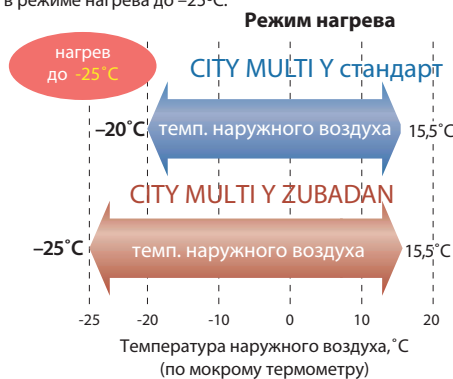 в режиме нагрева до –25˚C.
Режим нагрева
нагрев
до -25˚C
CITY MULTI Y стандарт
–20˚C темп. наружного воздуха 15,5˚C
CITY MULTI Y ZUBADAN
–25˚C темп. наружного воздуха 15,5˚C
-25 -20 -10 0 10 20
Температура наружного воздуха,˚C
(по мокрому термометру)